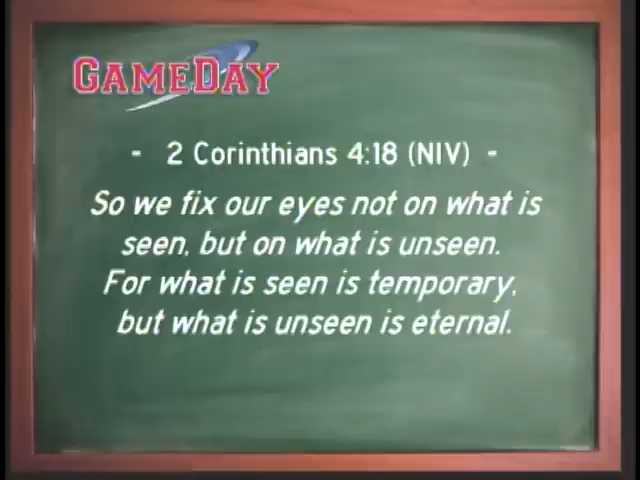 GAMEDAY
- 2 Corinthians 4:18 (NIV) -
So we fix our eyes not on what is
seen, but on what is unseen.
For what is seen is temporary,
but what is unseen is eternal.